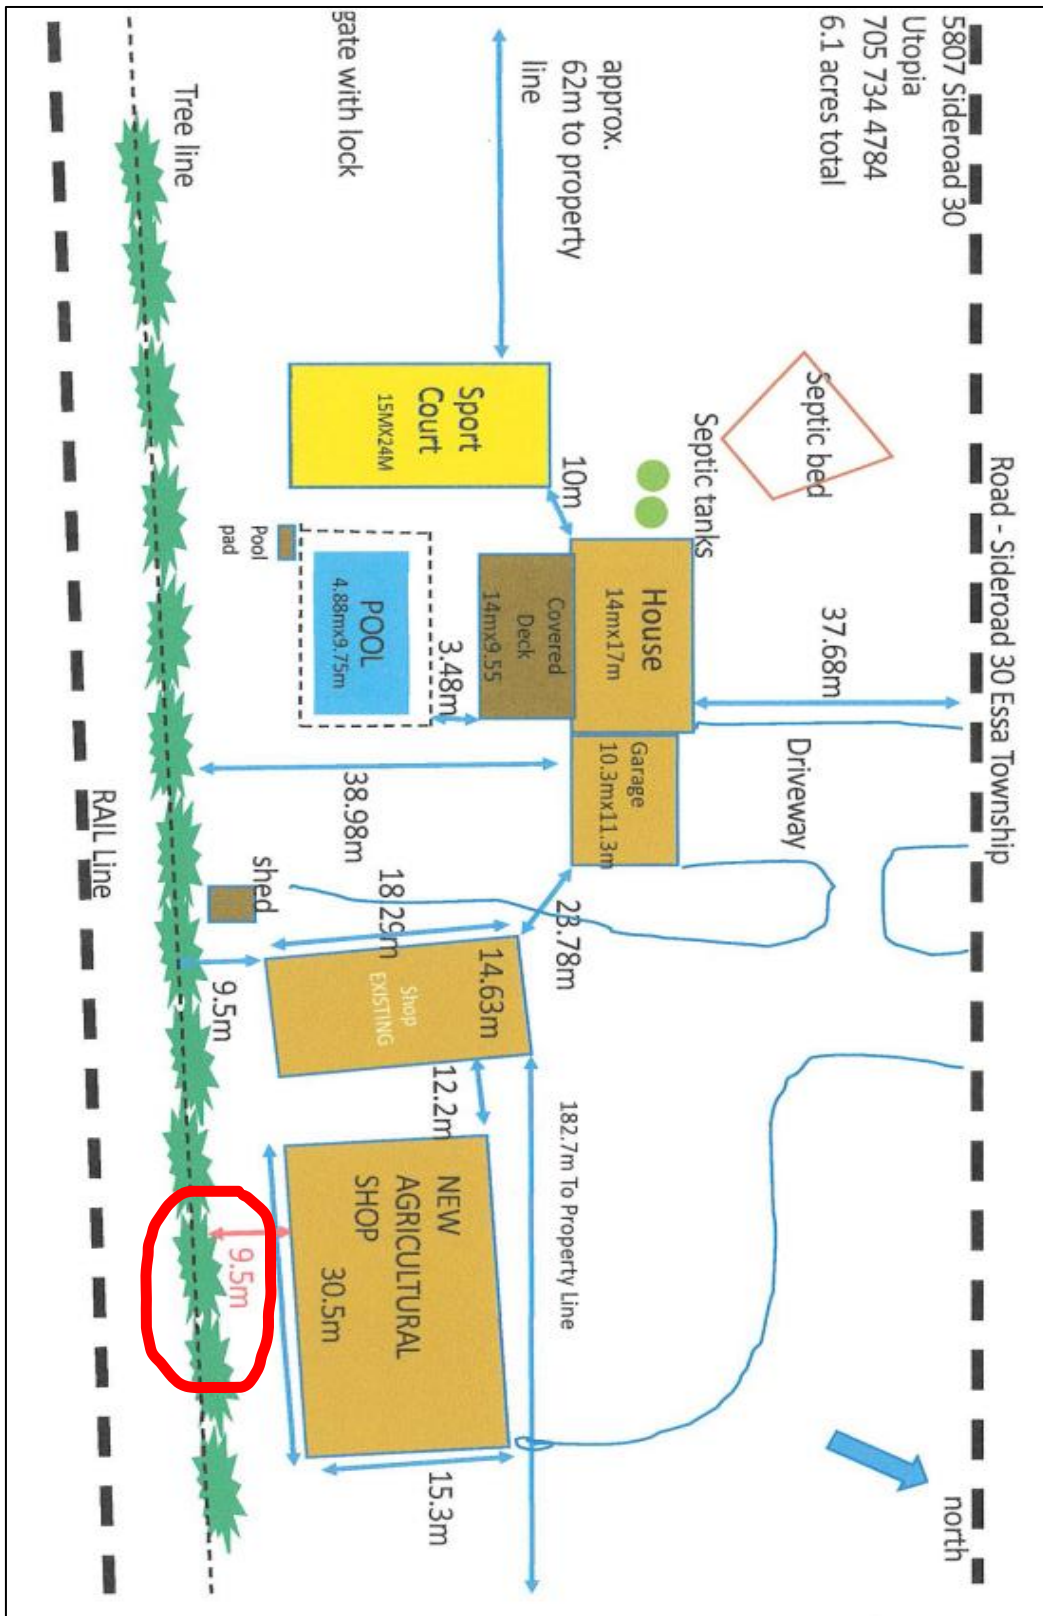 5807 Sideroad 30
Utopia
705 734 4784
6.1 acres total
Road - Sideroad 30 Essa Township
approx.
62m to property
line
gate with lock
Tree line
Septic bed
Septic tanks
Sport
Court
15MX24M
10m
House
14mx17m
37.68m
Covered
Deck
14mx9.55
POOL
4.88mx9.75m
Pool
pad
3.48m
Garage
10.3mx11.3m
Driveway
38.98m
RAIL Line
shed
18.29m
23.78m
14.63m
Shop
EXISTING
9.5m
12.2m
182.7m To Property Line
NEW
AGRICULTURAL
SHOP
30.5m
9.5m
15.3m
north